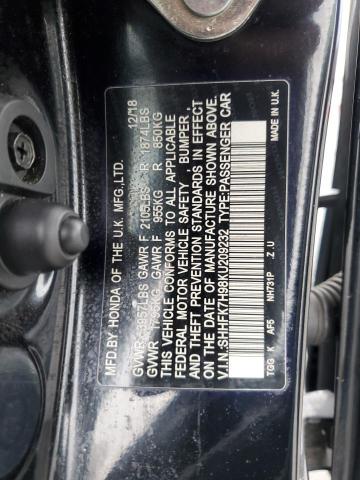 MFD.BY HONDA OF THE U.K. MFG.,LTD. 12/18
GVWR 3957LBS GAWR F 2105LBS R 1874LBS
GVWR 1795KG GAWR F 955KG R 850KG
THIS VEHICLE CONFORMS TO ALL APPLICABLE
FEDERAL MOTOR VEHICLE SAFETY, BUMPER,
AND THEFT PREVENTION STANDARDS IN EFFECT
ON THE DATE OF MANUFACTURE SHOWN ABOVE.
V.I.N.:SHHFK7H98KU209232 TYPE:PASSENGER CAR
TGG K AF5 NH731P Z U MADE IN U.K.